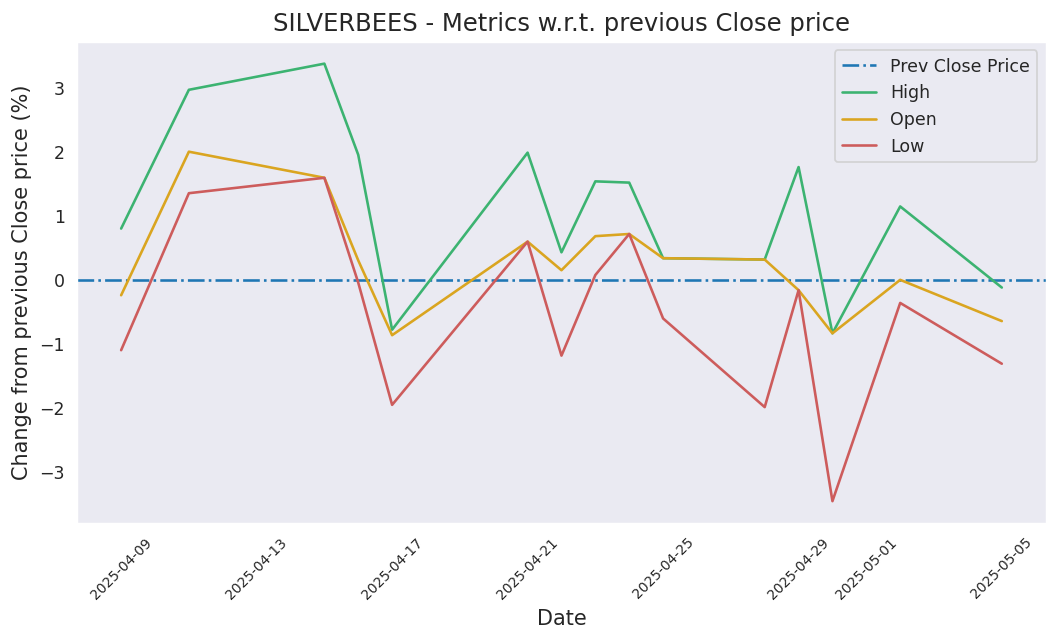 SILVERBEES - Metrics w.r.t. previous Close price
Prev Close Price
High
Open
Low
Change from previous Close price (%)
3
2
1
0
−1
−2
−3
2025-04-09
2025-04-13
2025-04-17
2025-04-21
2025-04-25
2025-04-29
2025-05-01
2025-05-05
Date